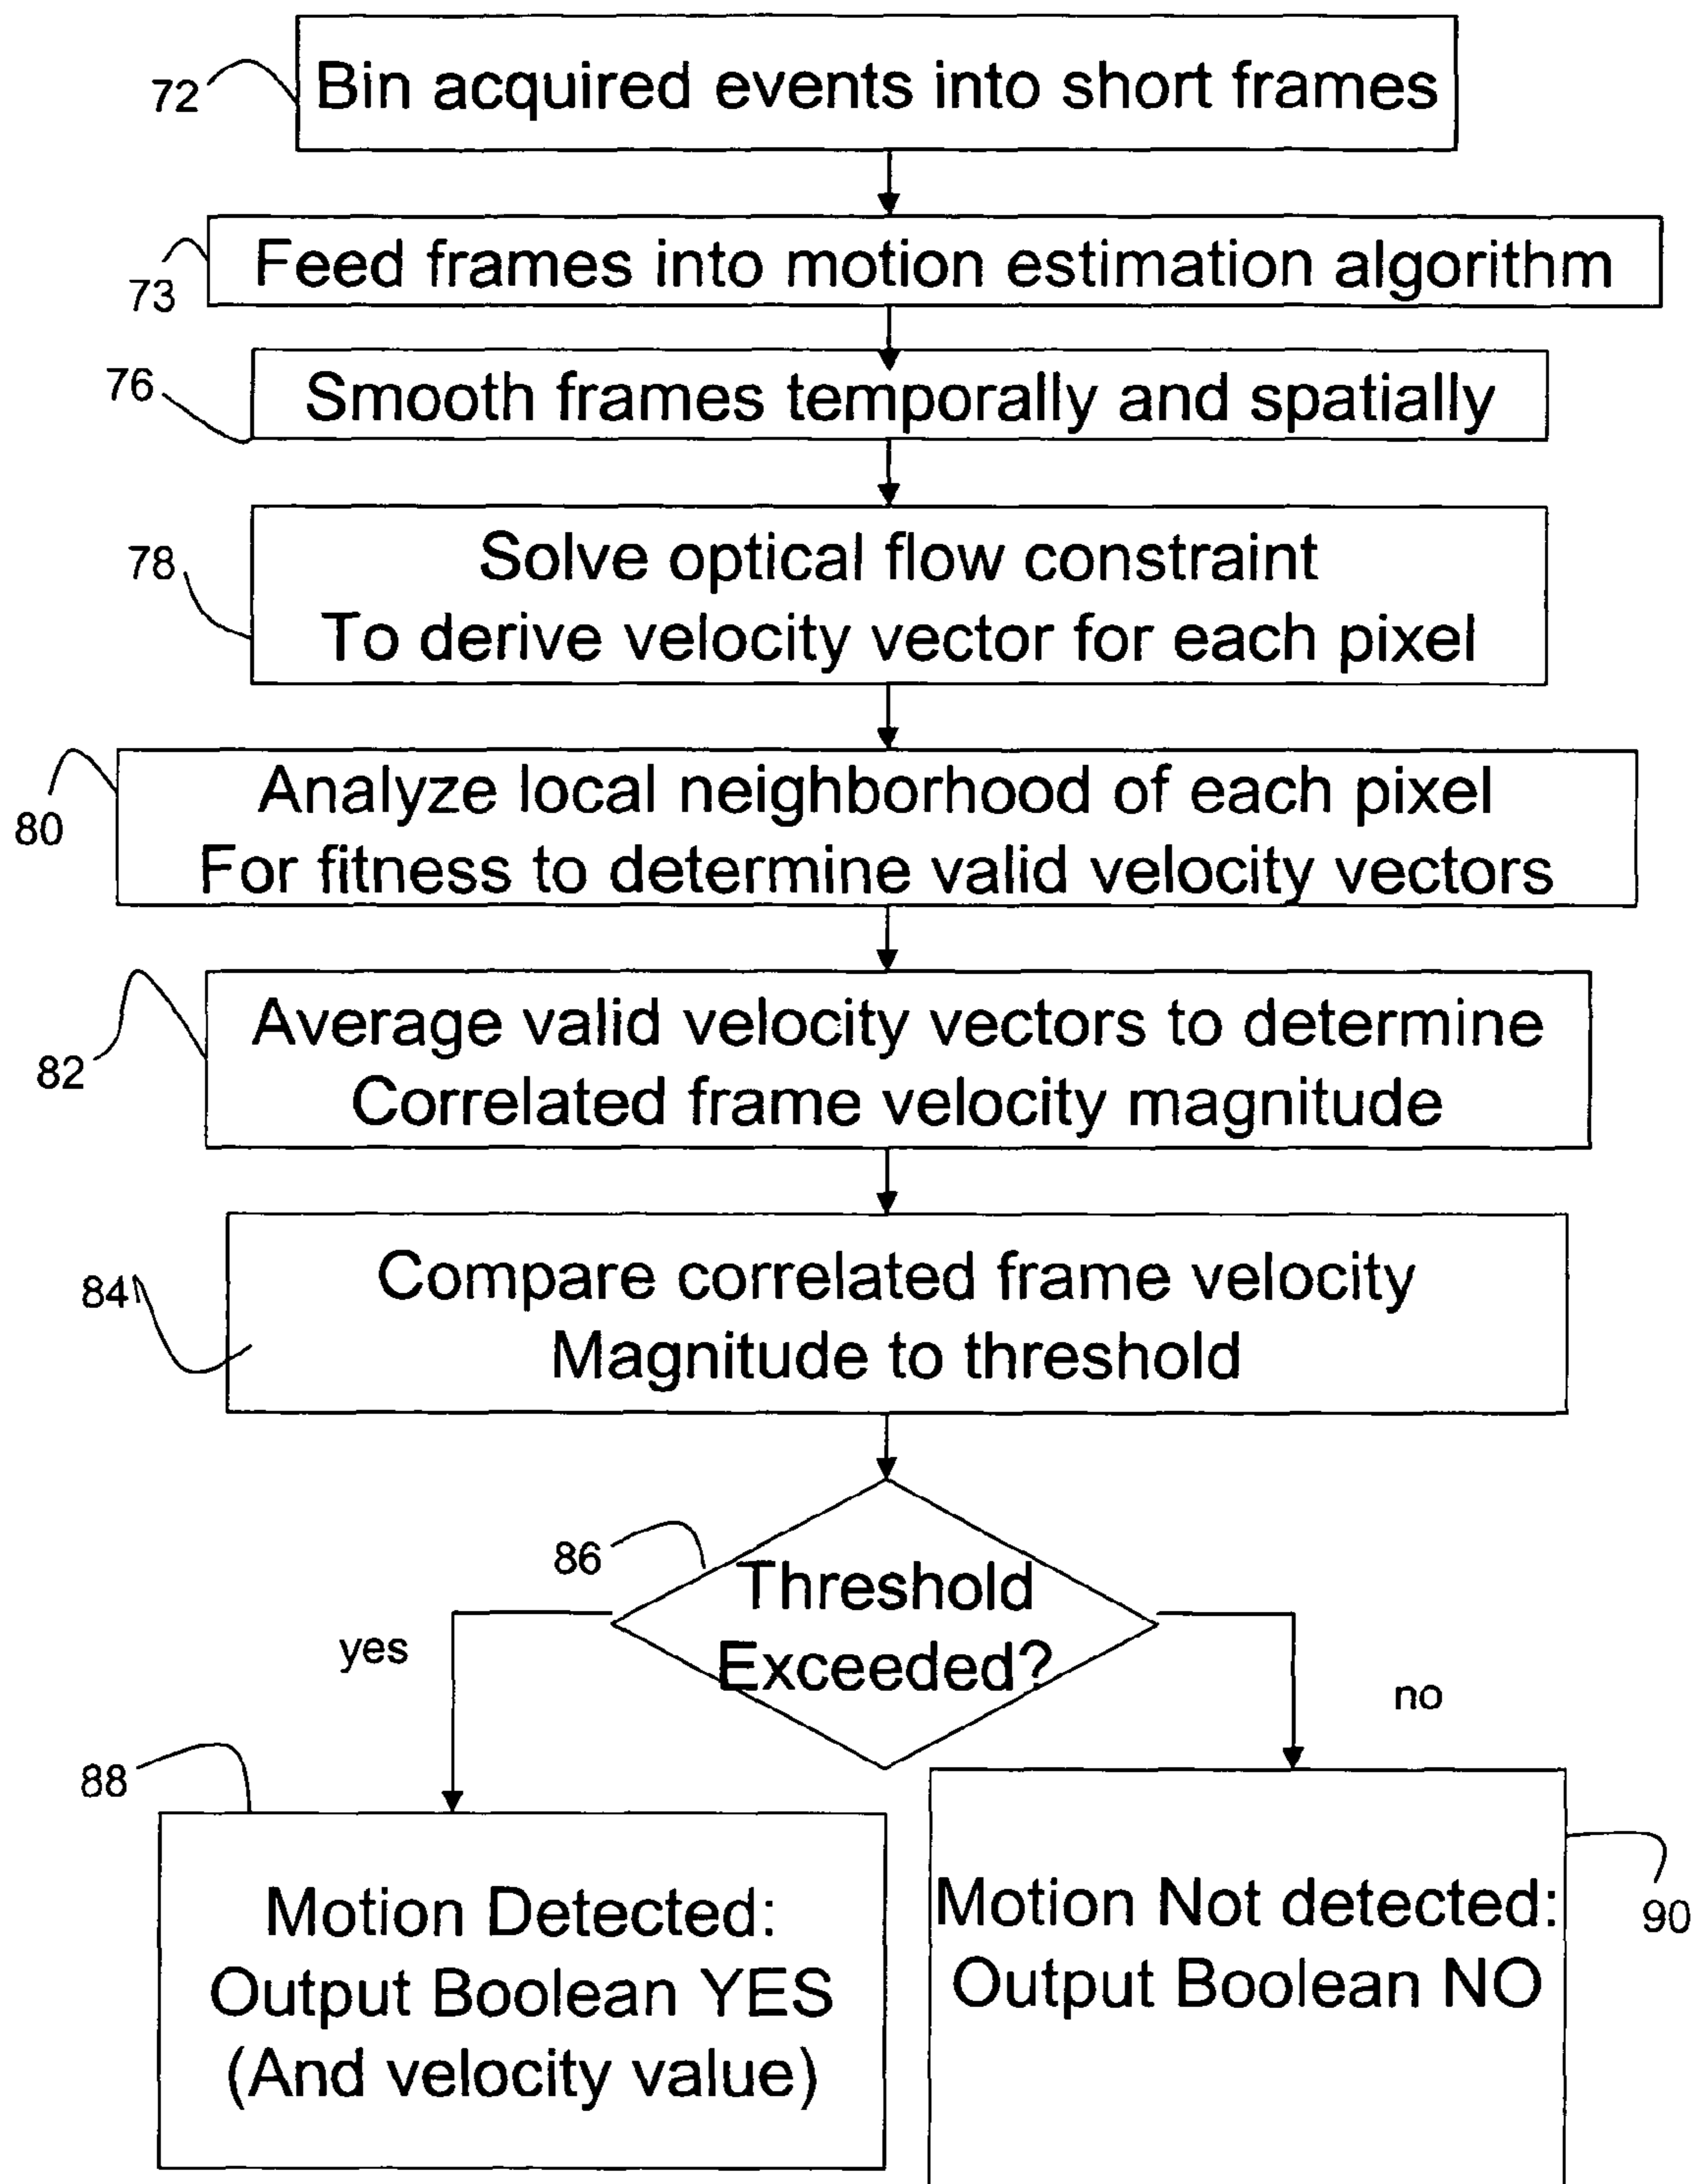 72
Bin acquired events into short frames
73
Feed frames into motion estimation algorithm
76
Smooth frames temporally and spatially
78
Solve optical flow constraint
To derive velocity vector for each pixel
80
Analyze local neighborhood of each pixel
For fitness to determine valid velocity vectors
82
Average valid velocity vectors to determine
Correlated frame velocity magnitude
84
Compare correlated frame velocity
Magnitude to threshold
86
Threshold
Exceeded?
yes
no
88
Motion Detected:
Output Boolean YES
(And velocity value)
Motion Not detected:
Output Boolean NO
90